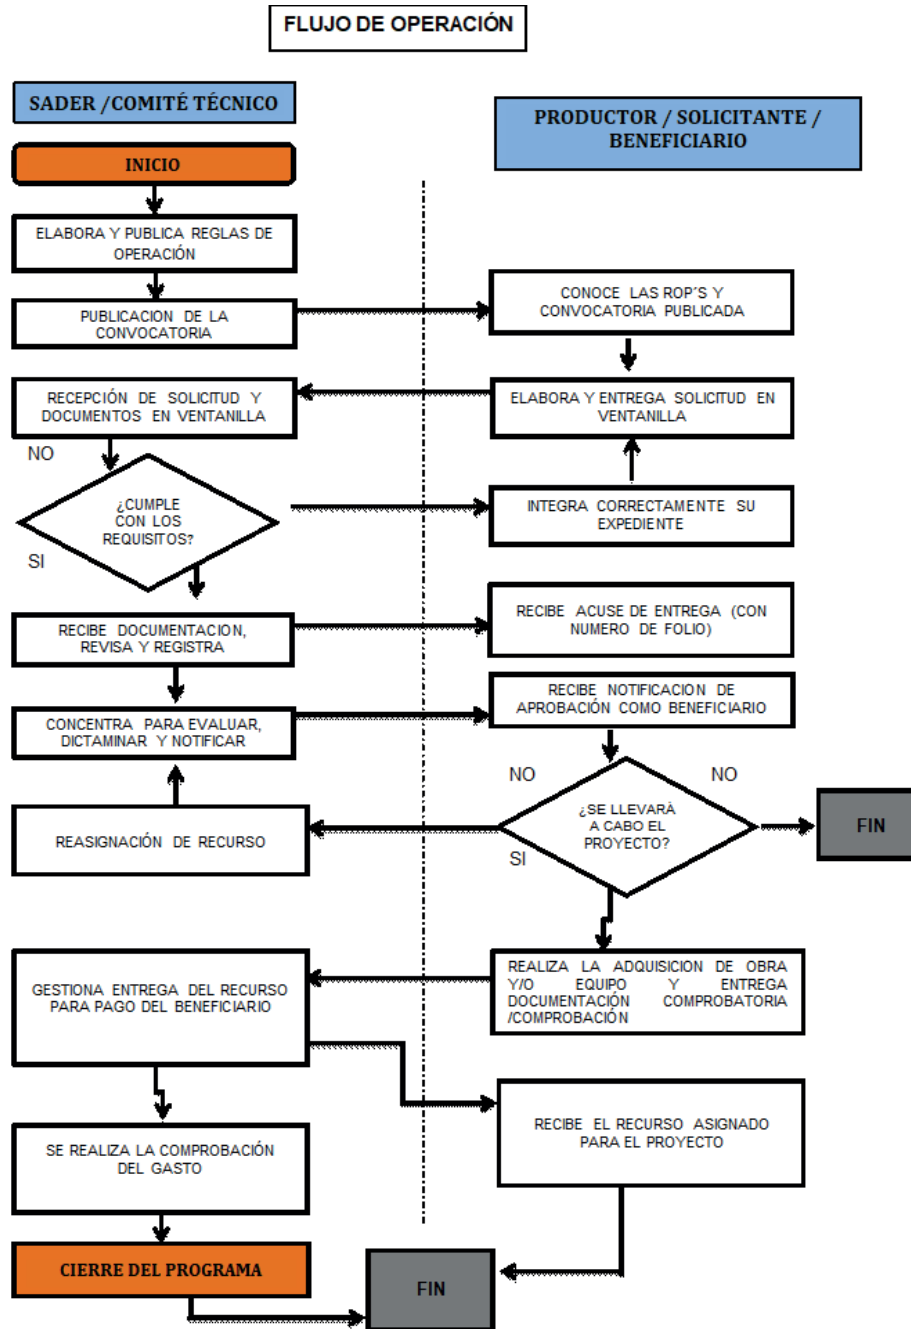 FLUJO DE OPERACIÓN
SADER /COMITÉ TÉCNICO
PRODUCTOR / SOLICITANTE /
BENEFICIARIO
INICIO
ELABORA Y PUBLICA REGLAS DE
OPERACIÓN
PUBLICACION DE LA
CONVOCATORIA
CONOCE LAS ROP´S Y
CONVOCATORIA PUBLICADA
RECEPCIÓN DE SOLICITUD Y
DOCUMENTOS EN VENTANILLA
ELABORA Y ENTREGA SOLICITUD EN
VENTANILLA
NO
¿CUMPLE
CON LOS
REQUISITOS?
SI
INTEGRA CORRECTAMENTE SU
EXPEDIENTE
RECIBE DOCUMENTACION,
REVISA Y REGISTRA
RECIBE ACUSE DE ENTREGA (CON
NUMERO DE FOLIO)
CONCENTRA PARA EVALUAR,
DICTAMINAR Y NOTIFICAR
RECIBE NOTIFICACION DE
APROBACIÓN COMO BENEFICIARIO
NO
NO
¿SE LLEVARÀ
A CABO EL
PROYECTO?
SI
FIN
REASIGNACIÓN DE RECURSO
GESTIONA ENTREGA DEL RECURSO
PARA PAGO DEL BENEFICIARIO
REALIZA LA ADQUISICION DE OBRA
Y/O EQUIPO Y ENTREGA
DOCUMENTACIÓN COMPROBATORIA
/COMPROBACIÓN
SE REALIZA LA COMPROBACIÓN
DEL GASTO
RECIBE EL RECURSO ASIGNADO
PARA EL PROYECTO
CIERRE DEL PROGRAMA
FIN